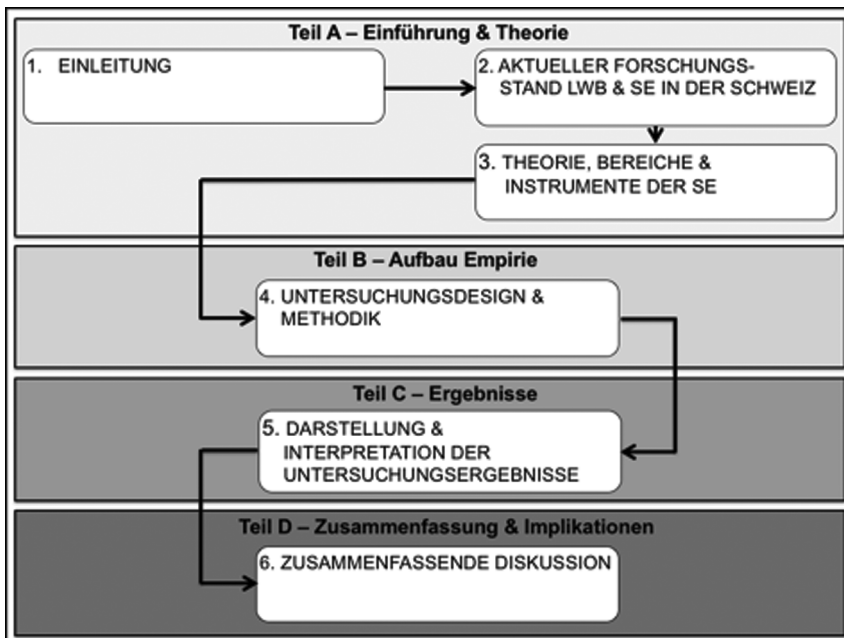 Teil A – Einführung & Theorie
1. EINLEITUNG
2. AKTUELLER FORSCHUNGS-
STAND LWB & SE IN DER SCHWEIZ
3. THEORIE, BEREICHE &
INSTRUMENTE DER SE
Teil B – Aufbau Empirie
4. UNTERSUCHUNGSDESIGN &
METHODIK
Teil C – Ergebnisse
5. DARSTELLUNG &
INTERPRETATION DER
UNTERSUCHUNGSERGEBNISSE
Teil D – Zusammenfassung & Implikationen
6. ZUSAMMENFASSENDE DISKUSSION